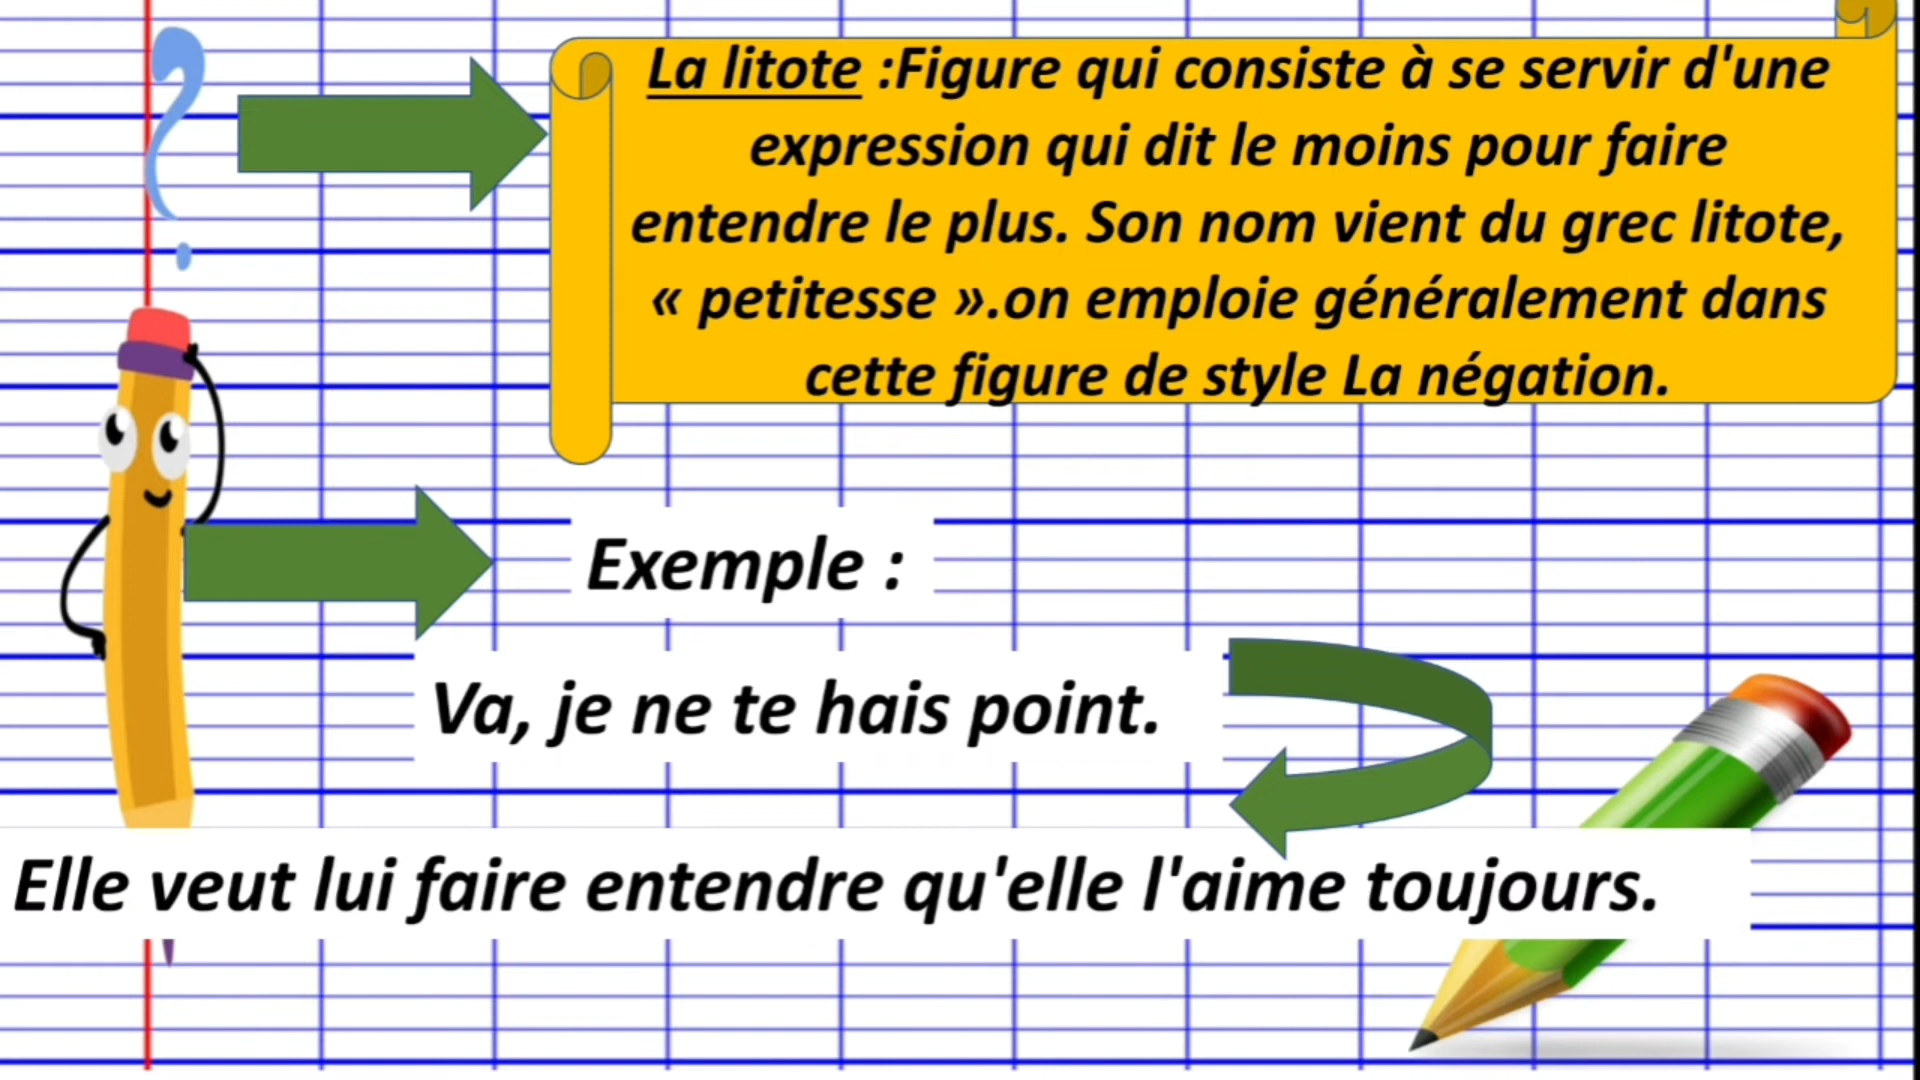 La litote :Figure qui consiste à se servir d'une
expression qui dit le moins pour faire
entendre le plus. Son nom vient du grec litote,
« petitesse ».on emploie généralement dans
cette figure de style La négation.
Exemple :
Va, je ne te hais point.
Elle veut lui faire entendre qu'elle l'aime toujours.